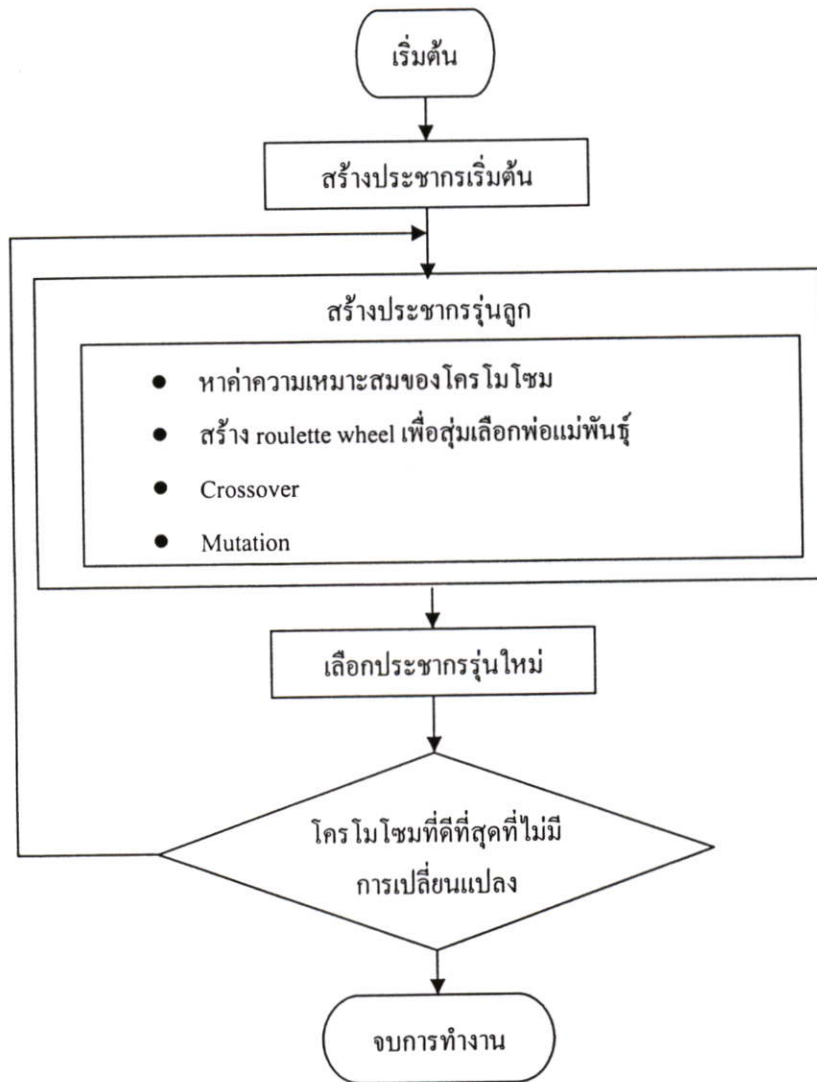 เริ่มต้น
สร้างประชากรเริ่มต้น
สร้างประชากรรุ่นลูก
● หาค่าความเหมาะสมของโครโมโซม
● สร้าง roulette wheel เพื่อสุ่มเลือกพ่อแม่พันธุ์
● Crossover
● Mutation
เลือกประชากรรุ่นใหม่
โครโมโซมที่ดีที่สุดที่ไม่มี
การเปลี่ยนแปลง
จบการทำงาน